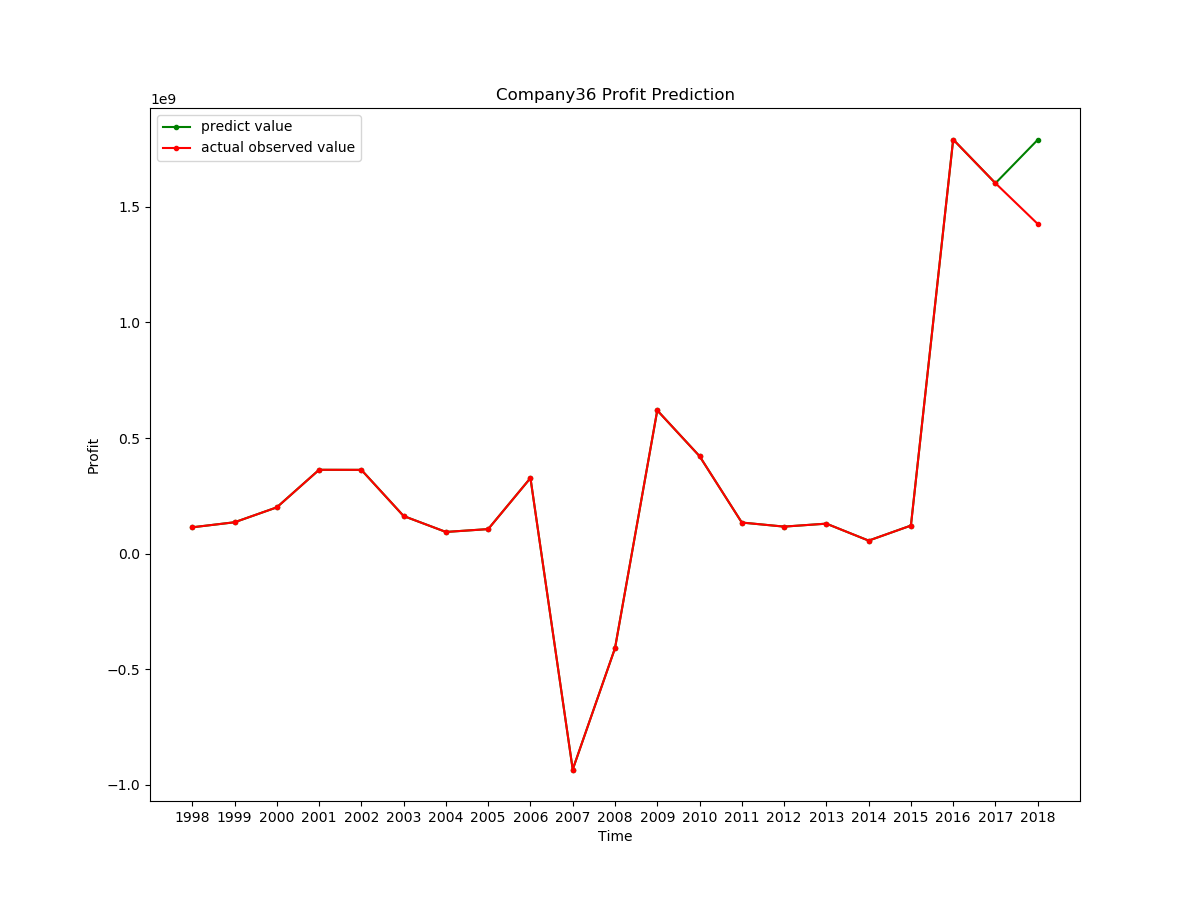 Company36 Profit Prediction
1e9
predict value
actual observed value
1.5
1.0
0.5
0.0
−0.5
−1.0
Profit
1998 1999 2000 2001 2002 2003 2004 2005 2006 2007 2008 2009 2010 2011 2012 2013 2014 2015 2016 2017 2018
Time